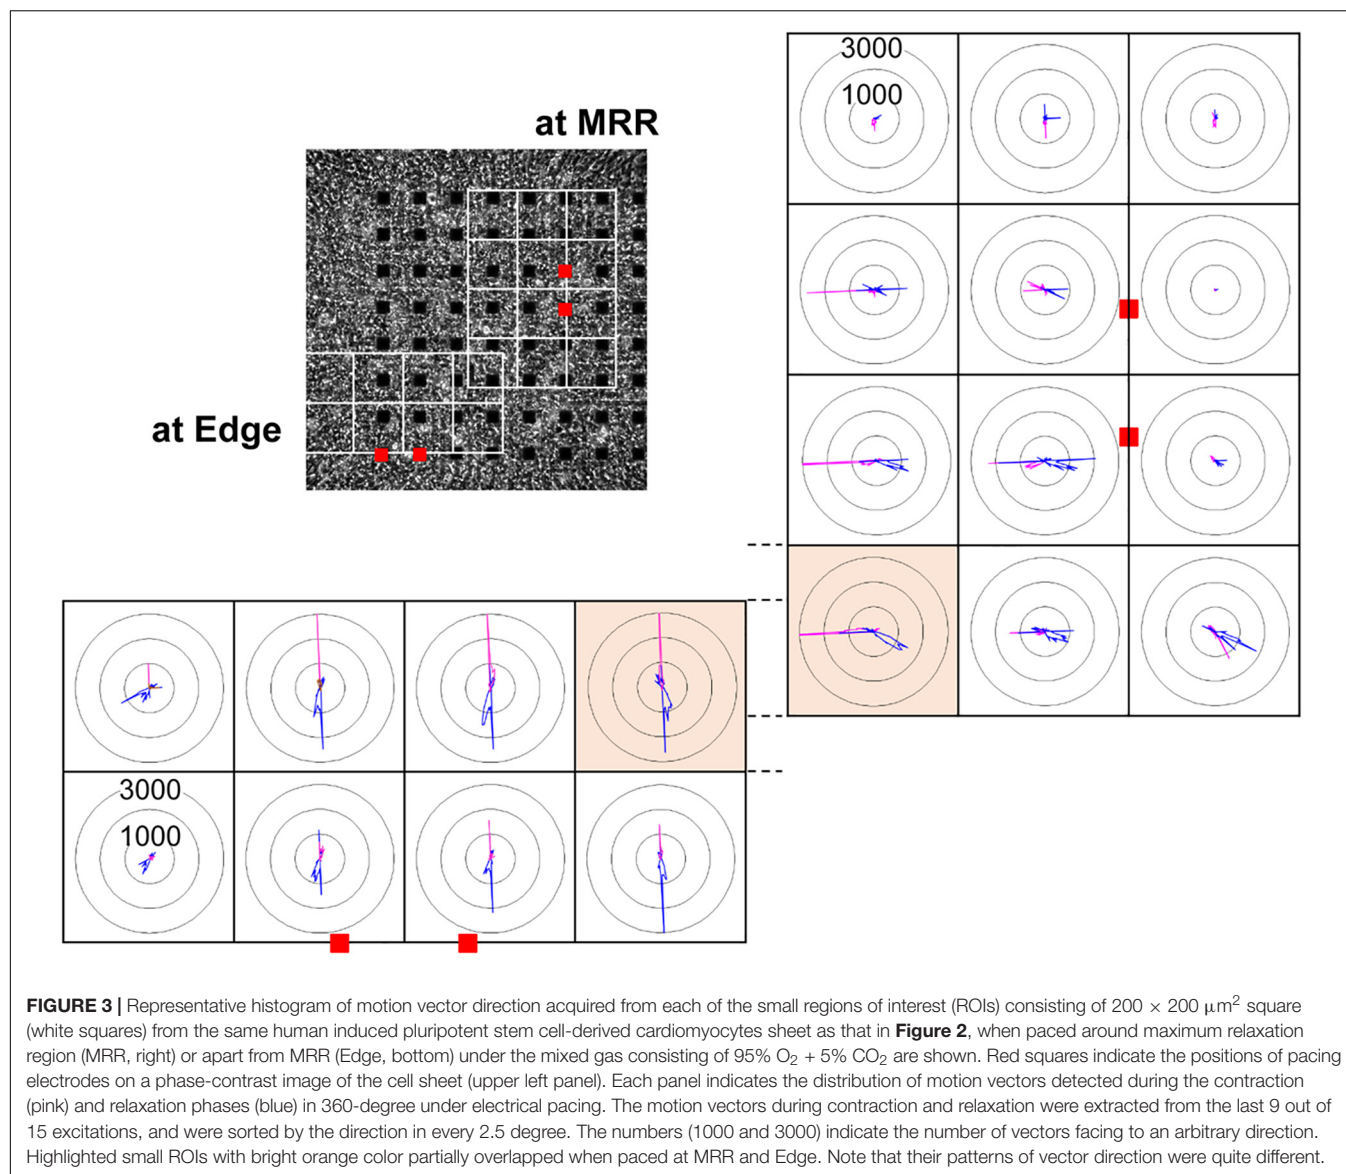 at MRR
at Edge
3000
1000
3000
1000
FIGURE 3 | Representative histogram of motion vector direction acquired from each of the small regions of interest (ROIs) consisting of 200 × 200 μm² square
(white squares) from the same human induced pluripotent stem cell-derived cardiomyocytes sheet as that in Figure 2, when paced around maximum relaxation
region (MRR, right) or apart from MRR (Edge, bottom) under the mixed gas consisting of 95% O₂ + 5% CO₂ are shown. Red squares indicate the positions of pacing
electrodes on a phase-contrast image of the cell sheet (upper left panel). Each panel indicates the distribution of motion vectors detected during the contraction
(pink) and relaxation phases (blue) in 360-degree under electrical pacing. The motion vectors during contraction and relaxation were extracted from the last 9 out of
15 excitations, and were sorted by the direction in every 2.5 degree. The numbers (1000 and 3000) indicate the number of vectors facing to an arbitrary direction.
Highlighted small ROIs with bright orange color partially overlapped when paced at MRR and Edge. Note that their patterns of vector direction were quite different.